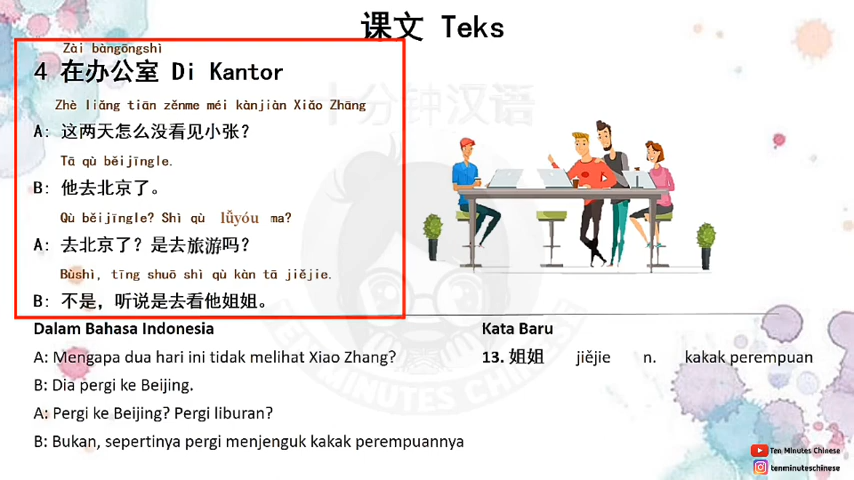 课文 Teks
Zài bàngōngshì
4 在办公室 Di Kantor
Zhè liǎng tiān zěnme méi kànjiàn Xiǎo Zhāng
A: 这两天怎么没看见小张?
Tā qù běijīngle.
B: 他去北京了。
Qù běijīngle? Shì qù lǚyóu ma?
A: 去北京了? 是去旅游吗?
Bùshì, tīng shuō shì qù kàn tā jiějie.
B: 不是, 听说是去看他姐姐。
Dalam Bahasa Indonesia
A: Mengapa dua hari ini tidak melihat Xiao Zhang?
B: Dia pergi ke Beijing.
A: Pergi ke Beijing? Pergi liburan?
B: Bukan, sepertinya pergi menjenguk kakak perempuannya
Kata Baru
13. 姐姐 jiějie n. kakak perempuan
十分钟汉语
TEN MINUTES CHINESE
Ten Minutes Chinese
tenminuteschinese